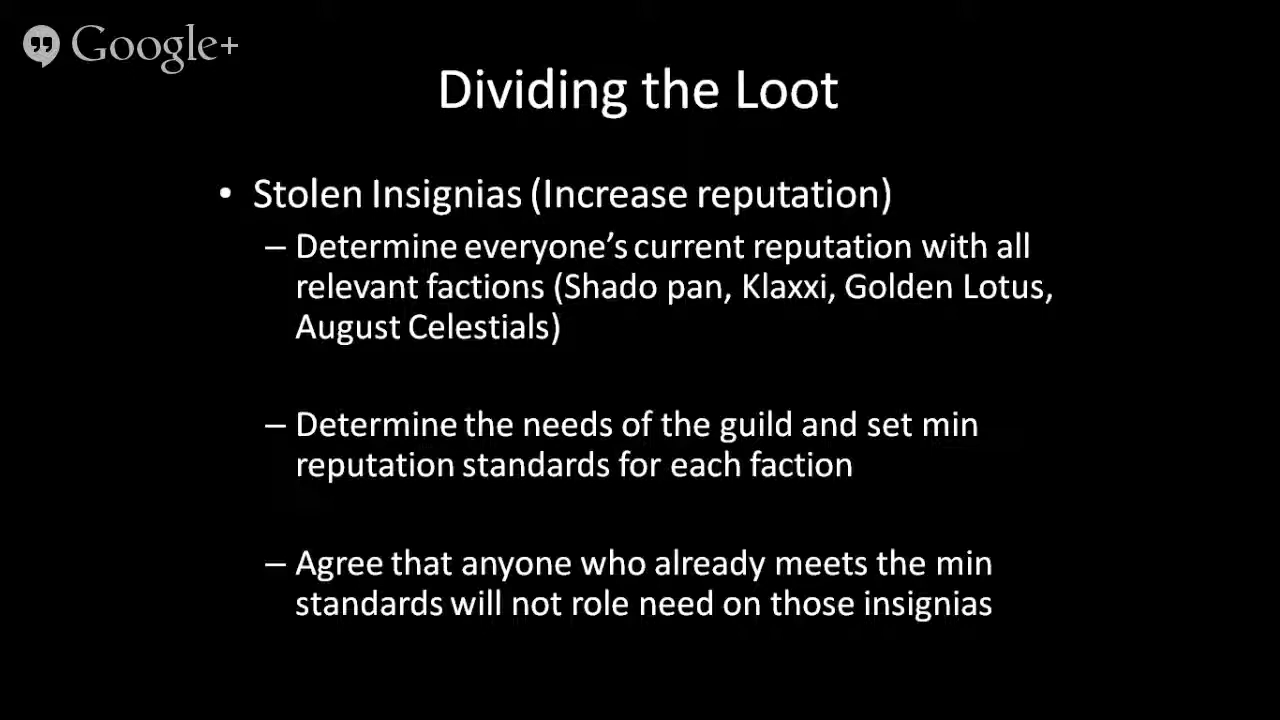 Google+
Dividing the Loot
• Stolen Insignias (Increase reputation)
– Determine everyone’s current reputation with all
relevant factions (Shado pan, Klaxxi, Golden Lotus,
August Celestials)
– Determine the needs of the guild and set min
reputation standards for each faction
– Agree that anyone who already meets the min
standards will not role need on those insignias